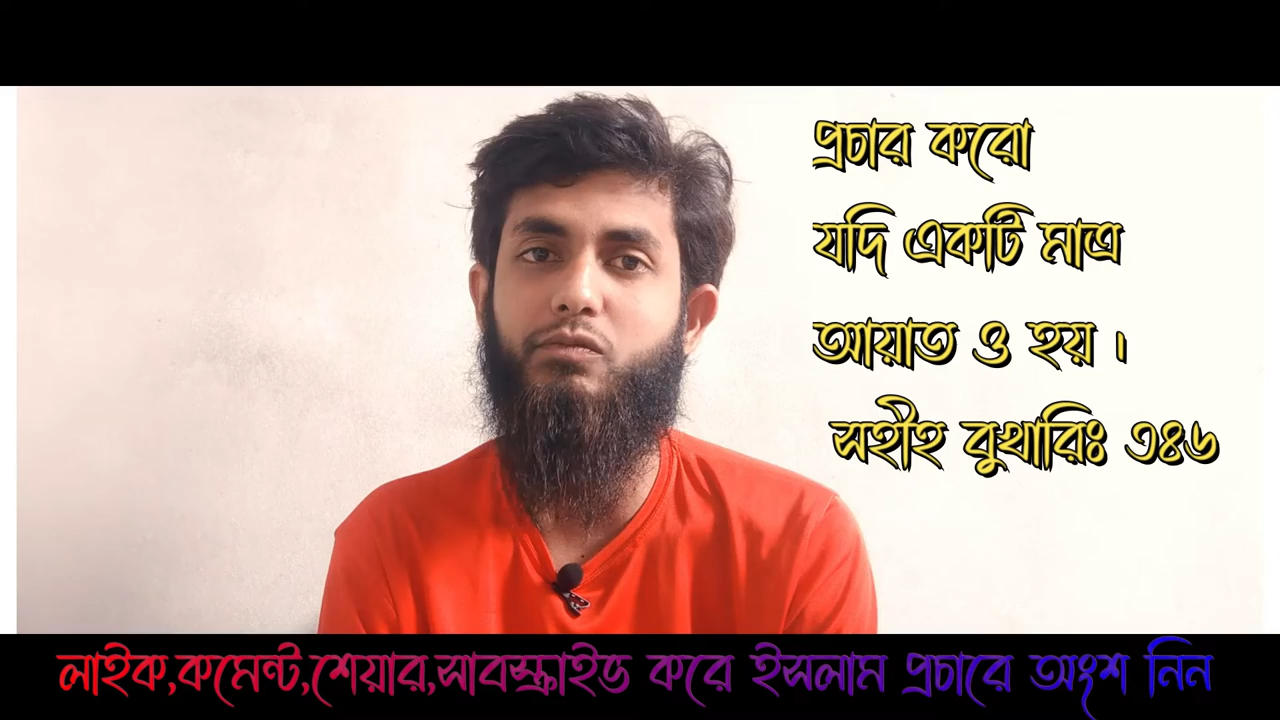 প্রচার করো
যদি একটি মাত্র
আয়াত ও হয় ।
সহীহ বুখারিঃ ৩৪৬
লাইক,কমেন্ট,শেয়ার,সাবস্ক্রাইভ করে ইসলাম প্রচারে অংশ নিন